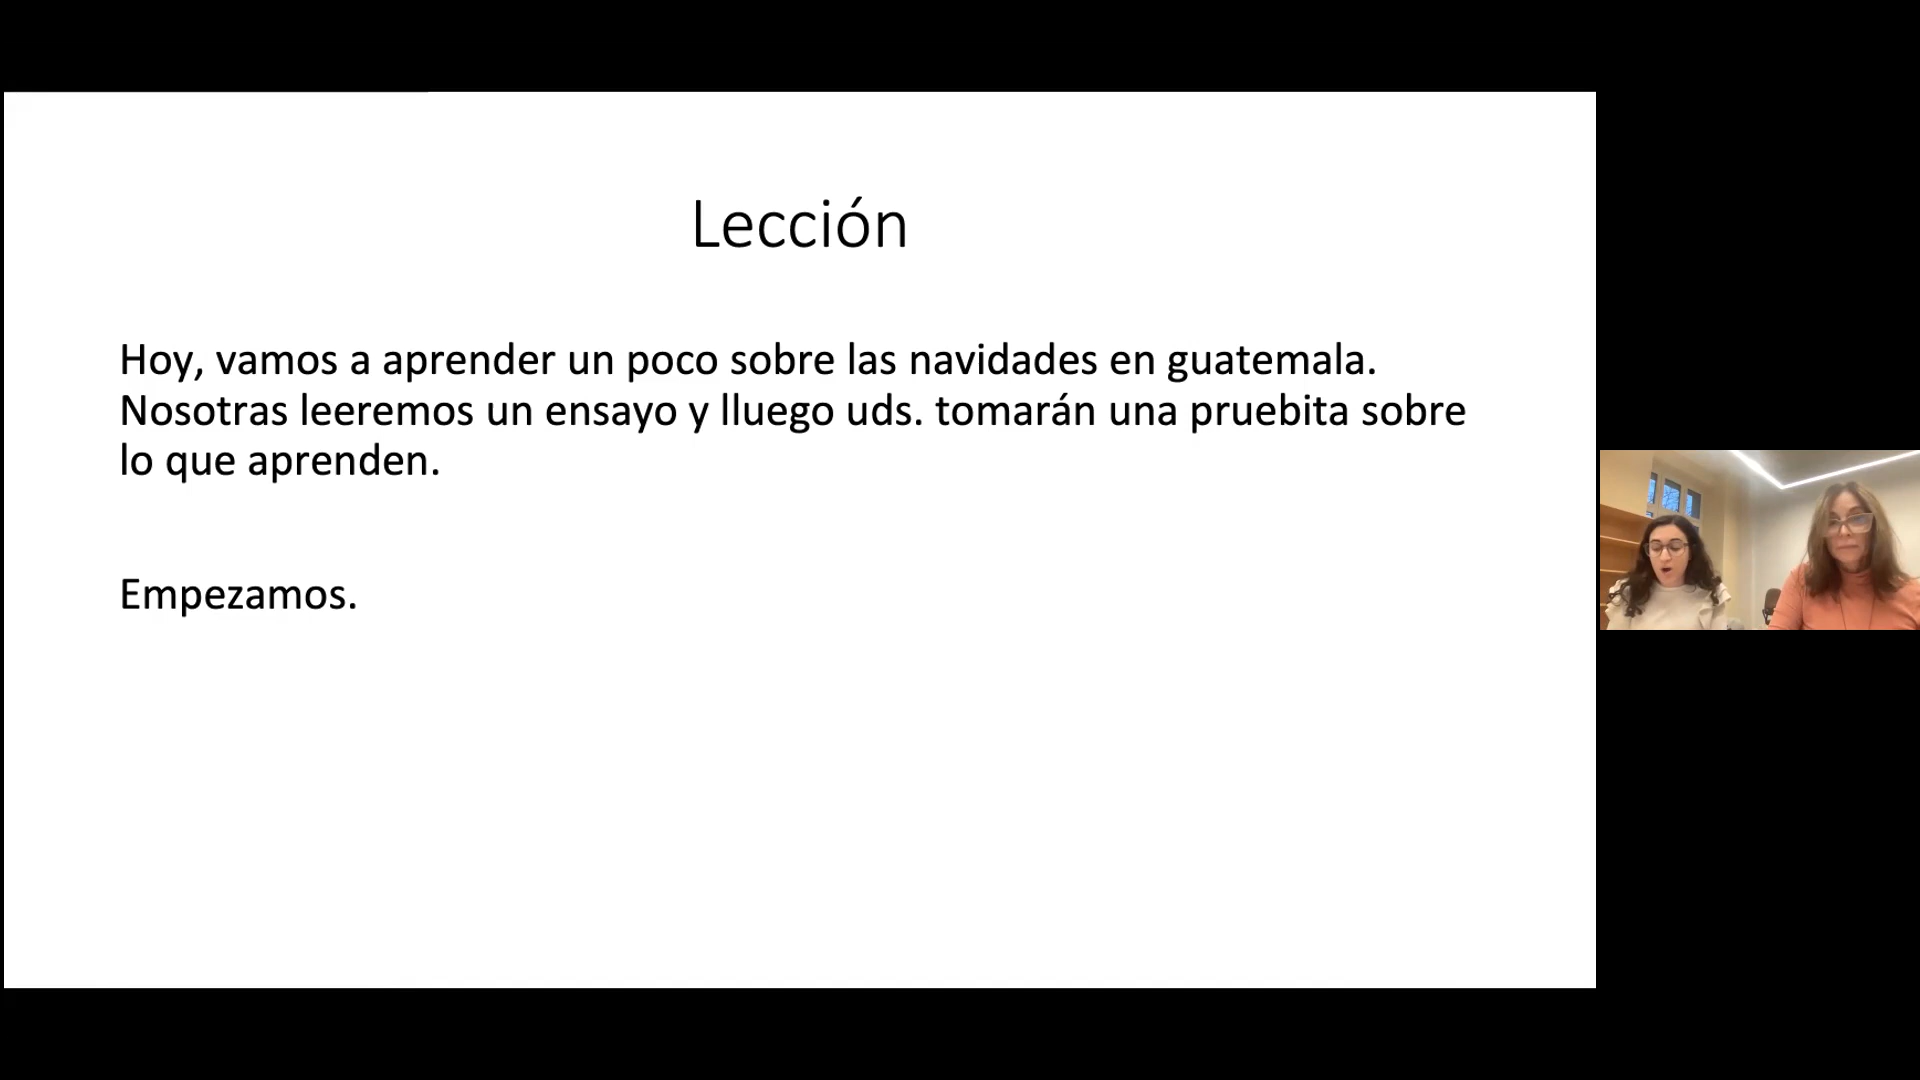 Lección
Hoy, vamos a aprender un poco sobre las navidades en guatemala.
Nosotras leeremos un ensayo y lluego uds. tomarán una pruebita sobre
lo que aprenden.
Empezamos.